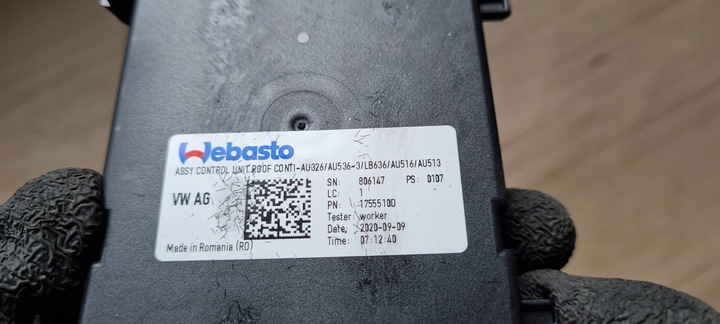 Webasto
ASSY CONTROL UNIT ROOF CONTI-AU326/AU536-3/LB636/AU516/AU513
VW AG
SN: 806147 PS: 0107
LC: 1
PN: 1755510D
Tester: worker
Date: 2020-09-09
Time: 07:12:40
Made in Romania (RO)